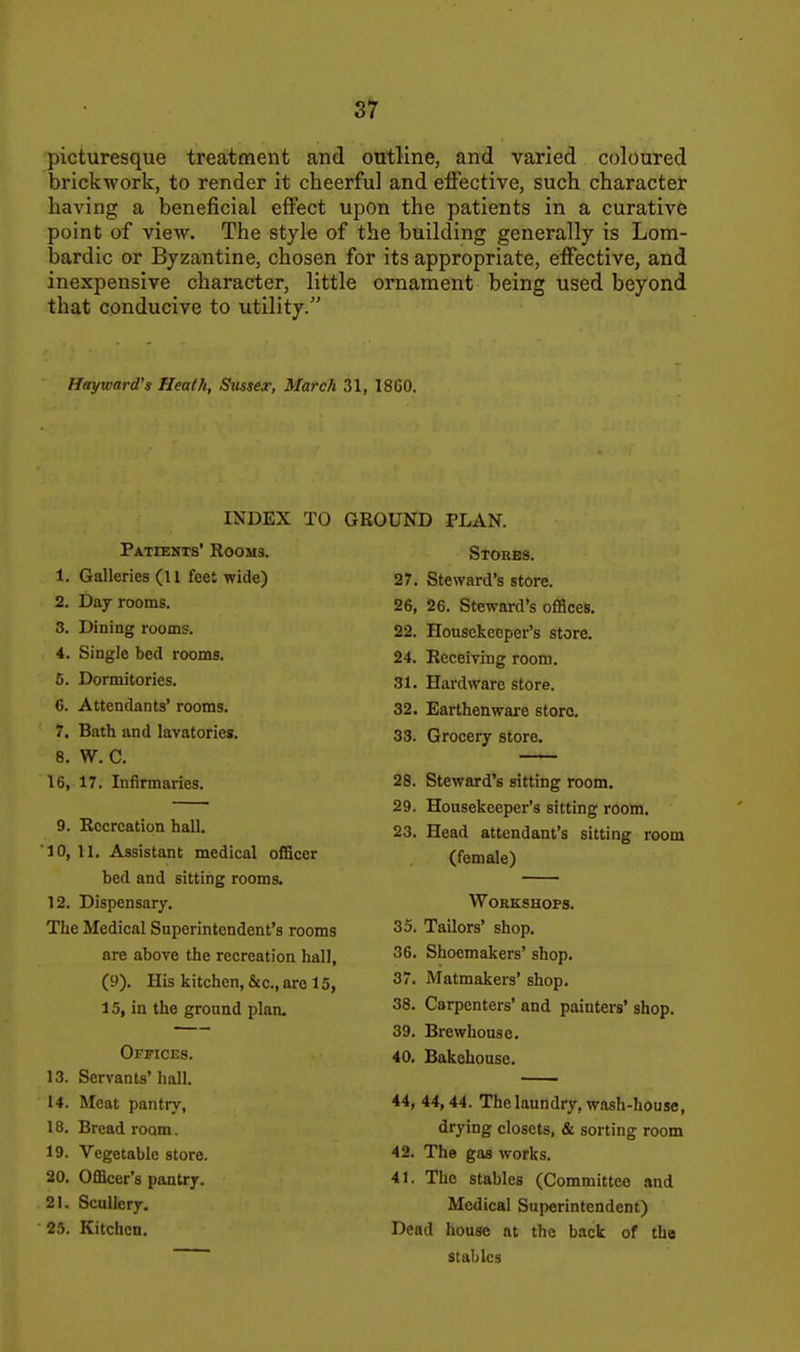 37
picturesque treatment and outline, and varied coloured
brickwork, to render it cheerful and effective, such character
having a beneficial effect upon the patients in a curative
point of view. The style of the building generally is Lom-
bardic or Byzantine, chosen for its appropriate, effective, and
inexpensive character, little ornament being used beyond
that conducive to utility.”
Hayward's Heath, Sussex, March 31, 1860.
INDEX TO GROUND PLAN.
Patients' Rooms.
1. Galleries (11 feet wide)
2. Day rooms.
3. Dining rooms.
4. Single bed rooms.
5. Dormitories.
6. Attendants' rooms.
7. Bath and lavatories.
8. W. C.
16, 17. Infirmaries.
9. Recreation hall.
10, 11. Assistant medical officer
bed and sitting rooms.
12. Dispensary.
The Medical Superintendent's rooms
are above the recreation hall,
(9). His kitchen, &c., are 15,
15, in the ground plan.
Offices.
13. Servants' hall.
14. Meat pantry,
18. Bread room.
19. Vegetable store.
20. Officer's pantry.
21. Scullery.
25. Kitchen.
Stores.
27. Steward's store.
26, 26. Steward's offices.
22. Housekeeper's store.
24. Receiving room.
31. Hardware store.
32. Earthenware store.
33. Grocery store.
28. Steward's sitting room.
29. Housekeeper's sitting room.
23. Head attendant's sitting room
(female)
Workshops.
35. Tailors' shop.
36. Shoemakers' shop.
37. Matmakers' shop.
38. Carpenters' and painters' shop.
39. Brewhouse.
40. Bakehouse.
44, 44, 44. The laundry, wash-house,
drying closets, & sorting room
42. The gas works.
41. The stables (Committee and
Medical Superintendent)
Dead house at the back of the
stables